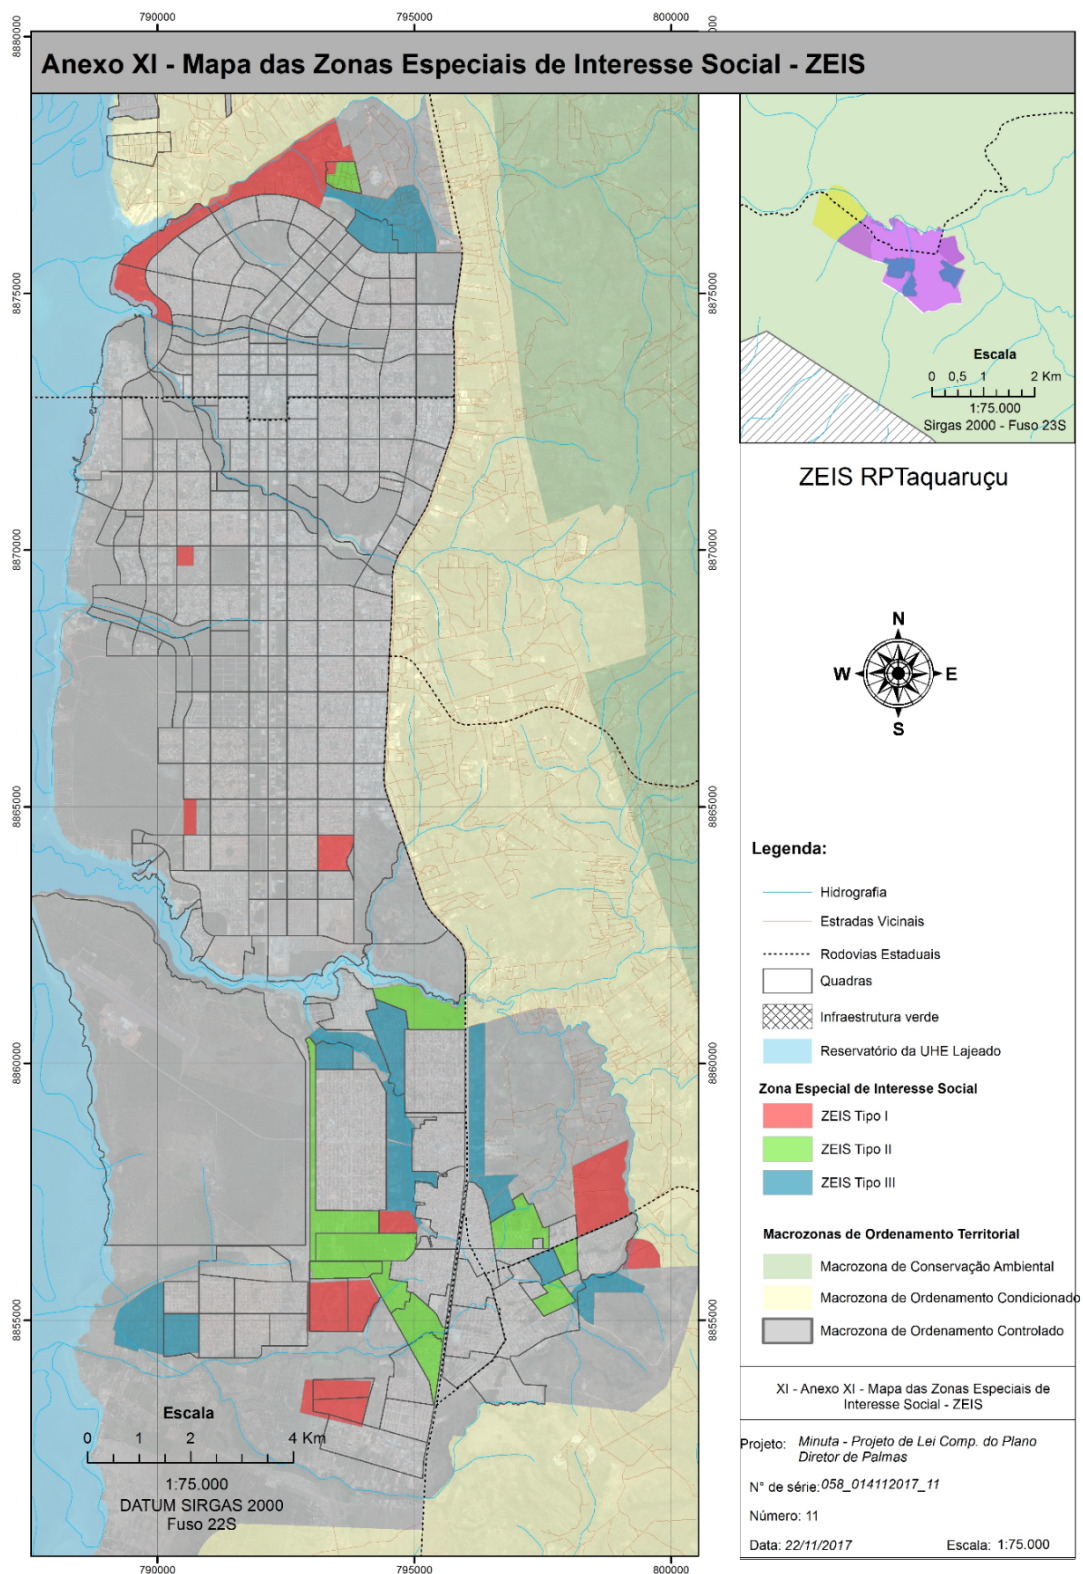 790000
795000
800000
000
8880000
8880000
Anexo XI - Mapa das Zonas Especiais de Interesse Social - ZEIS
8875000
8875000
Escala
0 0,5 1 2 Km
1:75.000
Sirgas 2000 - Fuso 23S
ZEIS RPTaquaruçu
8870000
8870000
N
W
E
S
8865000
8865000
Legenda:
Hidrografia
Estradas Vicinais
Rodovias Estaduais
Quadras
Infraestrutura verde
Reservatório da UHE Lajeado
8860000
8860000
Zona Especial de Interesse Social
ZEIS Tipo I
ZEIS Tipo II
ZEIS Tipo III
Macrozonas de Ordenamento Territorial
Macrozona de Conservação Ambiental
Macrozona de Ordenamento Condicionado
Macrozona de Ordenamento Controlado
8855000
8855000
XI - Anexo XI - Mapa das Zonas Especiais de
Interesse Social - ZEIS
Escala
0 1 2 4 Km
1:75.000
DATUM SIRGAS 2000
Fuso 22S
Projeto: Minuta - Projeto de Lei Comp. do Plano
Diretor de Palmas
N° de série: 058_014112017_11
Número: 11
Data: 22/11/2017 Escala: 1:75.000
790000
795000
800000